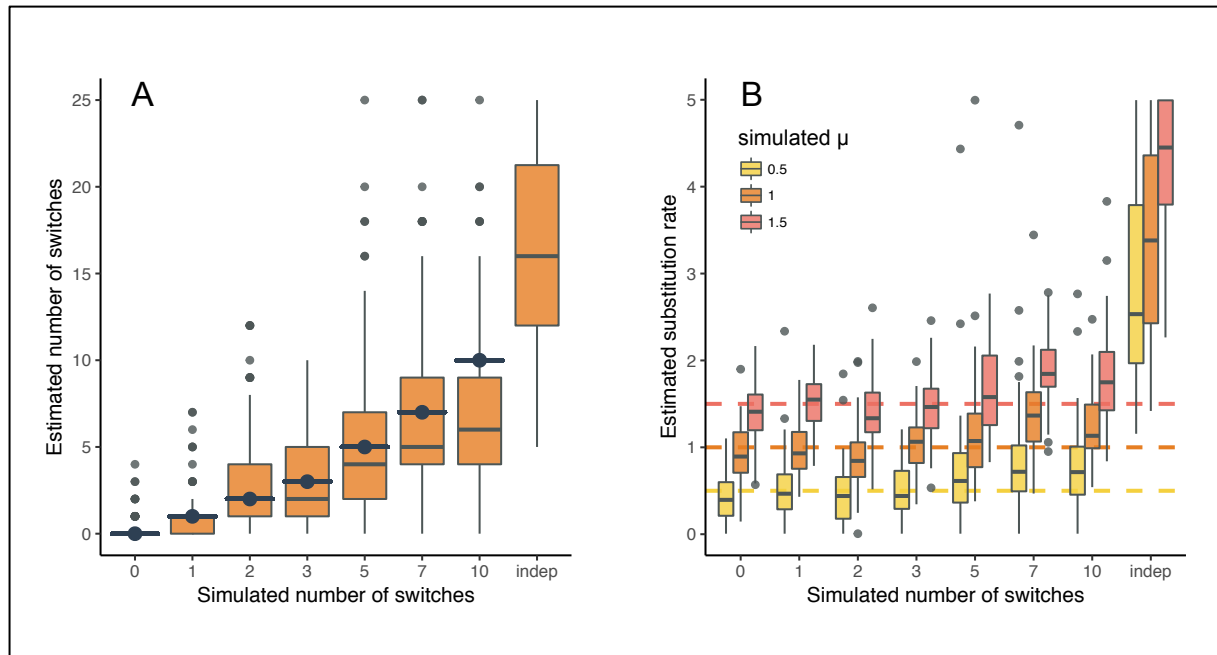 A
Estimated number of switches
25
20
15
10
5
0
0 1 2 3 5 7 10 indep
Simulated number of switches
B
simulated μ
0.5
1
1.5
Estimated substitution rate
5
4
3
2
1
0
0 1 2 3 5 7 10 indep
Simulated number of switches